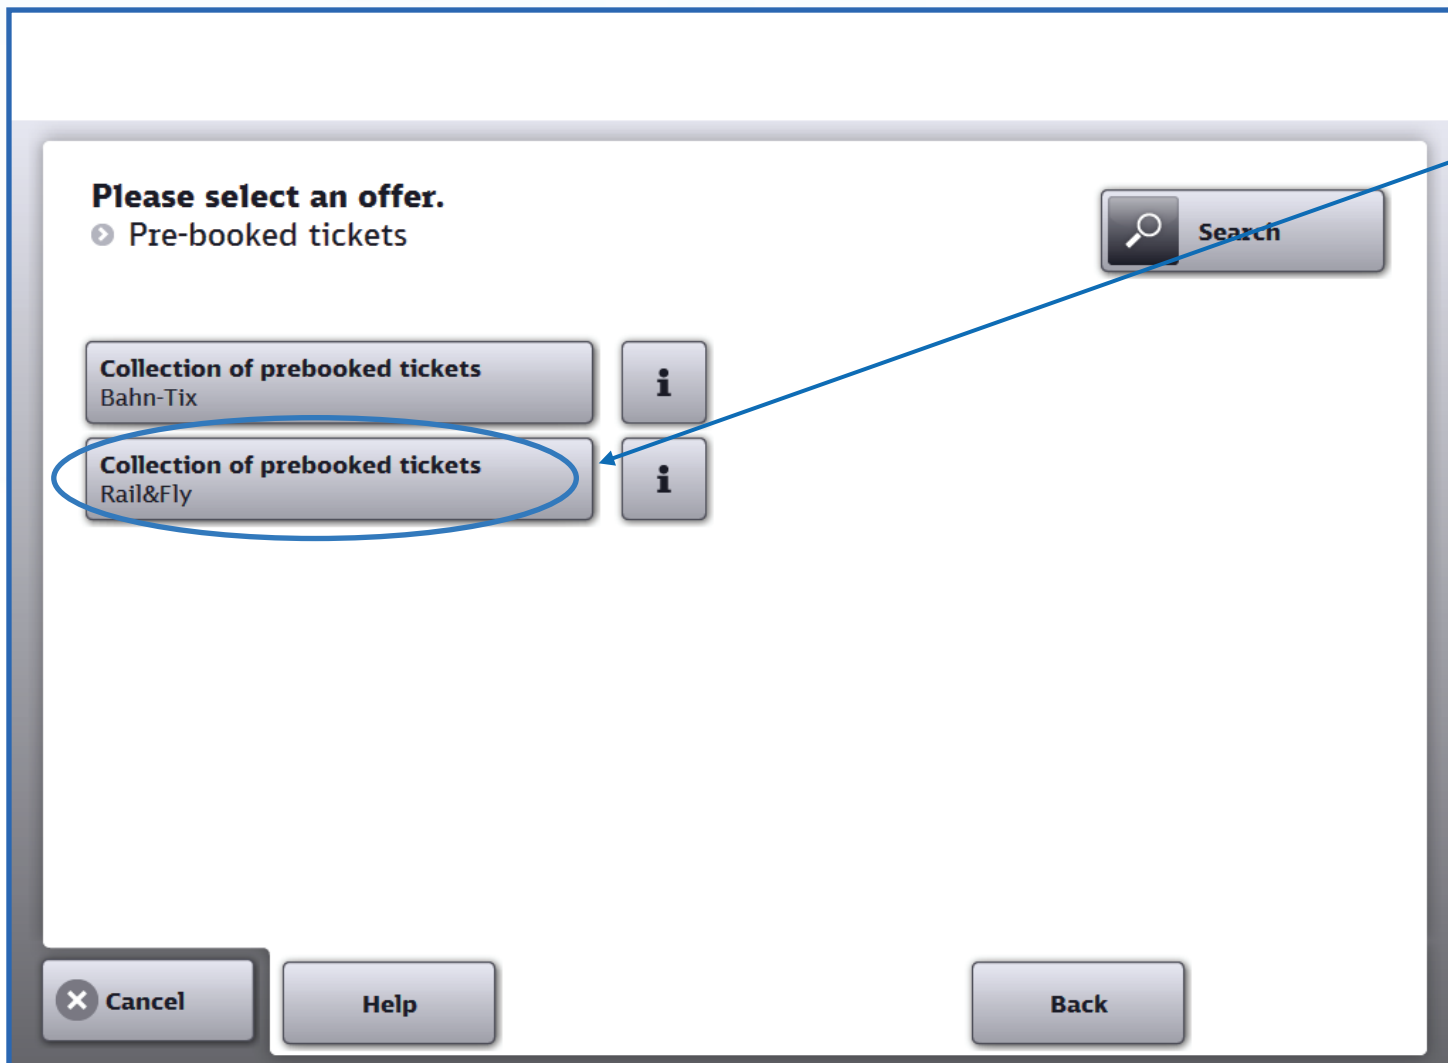 Please select an offer.
Pre-booked tickets
Search
Collection of prebooked tickets
Bahn-Tix
i
Collection of prebooked tickets
Rail&Fly
i
Cancel
Help
Back